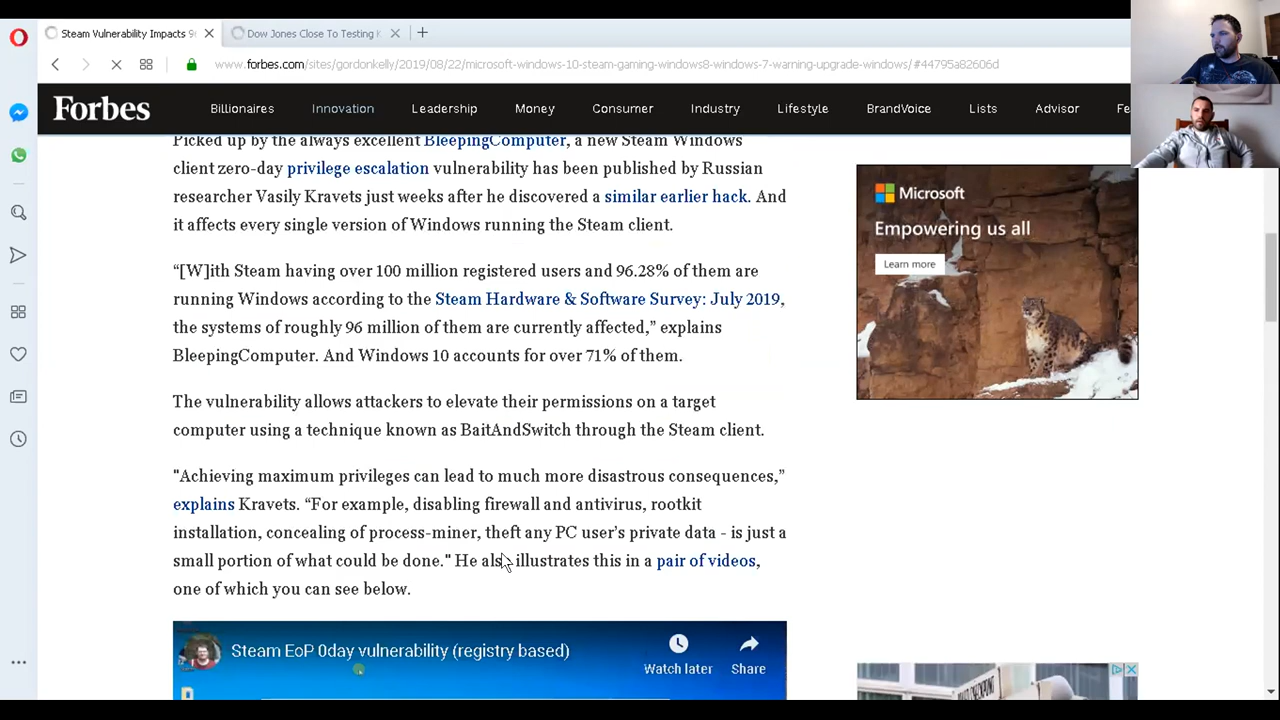 Steam Vulnerability Impacts 9
Dow Jones Close To Testing
www.forbes.com/sites/gordonkelly/2019/08/22/microsoft-windows-10-steam-gaming-windows8-windows-7-warning-upgrade-windows/#44795a82606d
Forbes
Billionaires
Innovation
Leadership
Money
Consumer
Industry
Lifestyle
BrandVoice
Lists
Advisor
Fe
Picked up by the always excellent BleepingComputer, a new Steam Windows
client zero-day privilege escalation vulnerability has been published by Russian
researcher Vasily Kravets just weeks after he discovered a similar earlier hack. And
it affects every single version of Windows running the Steam client.
“[W]ith Steam having over 100 million registered users and 96.28% of them are
running Windows according to the Steam Hardware & Software Survey: July 2019,
the systems of roughly 96 million of them are currently affected,” explains
BleepingComputer. And Windows 10 accounts for over 71% of them.
The vulnerability allows attackers to elevate their permissions on a target
computer using a technique known as BaitAndSwitch through the Steam client.
"Achieving maximum privileges can lead to much more disastrous consequences,”
explains Kravets. “For example, disabling firewall and antivirus, rootkit
installation, concealing of process-miner, theft any PC user’s private data - is just a
small portion of what could be done." He also illustrates this in a pair of videos,
one of which you can see below.
Steam EoP 0day vulnerability (registry based)
Watch later
Share
Microsoft
Empowering us all
Learn more